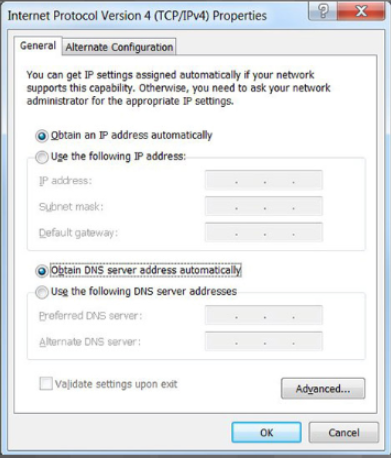 Internet Protocol Version 4 (TCP/IPv4) Properties
General
Alternate Configuration
You can get IP settings assigned automatically if your network
supports this capability. Otherwise, you need to ask your network
administrator for the appropriate IP settings.
Obtain an IP address automatically
Use the following IP address:
IP address:
Subnet mask:
Default gateway:
Obtain DNS server address automatically
Use the following DNS server addresses
Preferred DNS server:
Alternate DNS server:
Validate settings upon exit
Advanced...
OK
Cancel